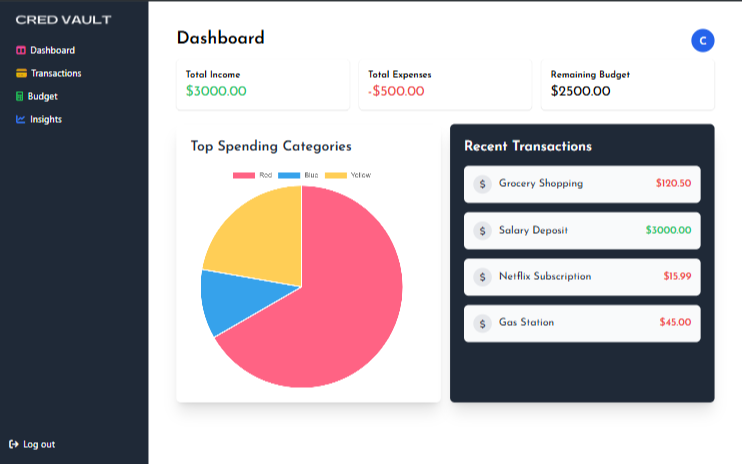 CRED VAULT
Dashboard
Transactions
Budget
Insights
Log out
Dashboard
C
Total Income
$3000.00
Total Expenses
-$500.00
Remaining Budget
$2500.00
Top Spending Categories
Red Blue Yellow
Recent Transactions
$ Grocery Shopping $120.50
$ Salary Deposit $3000.00
$ Netflix Subscription $15.99
$ Gas Station $45.00